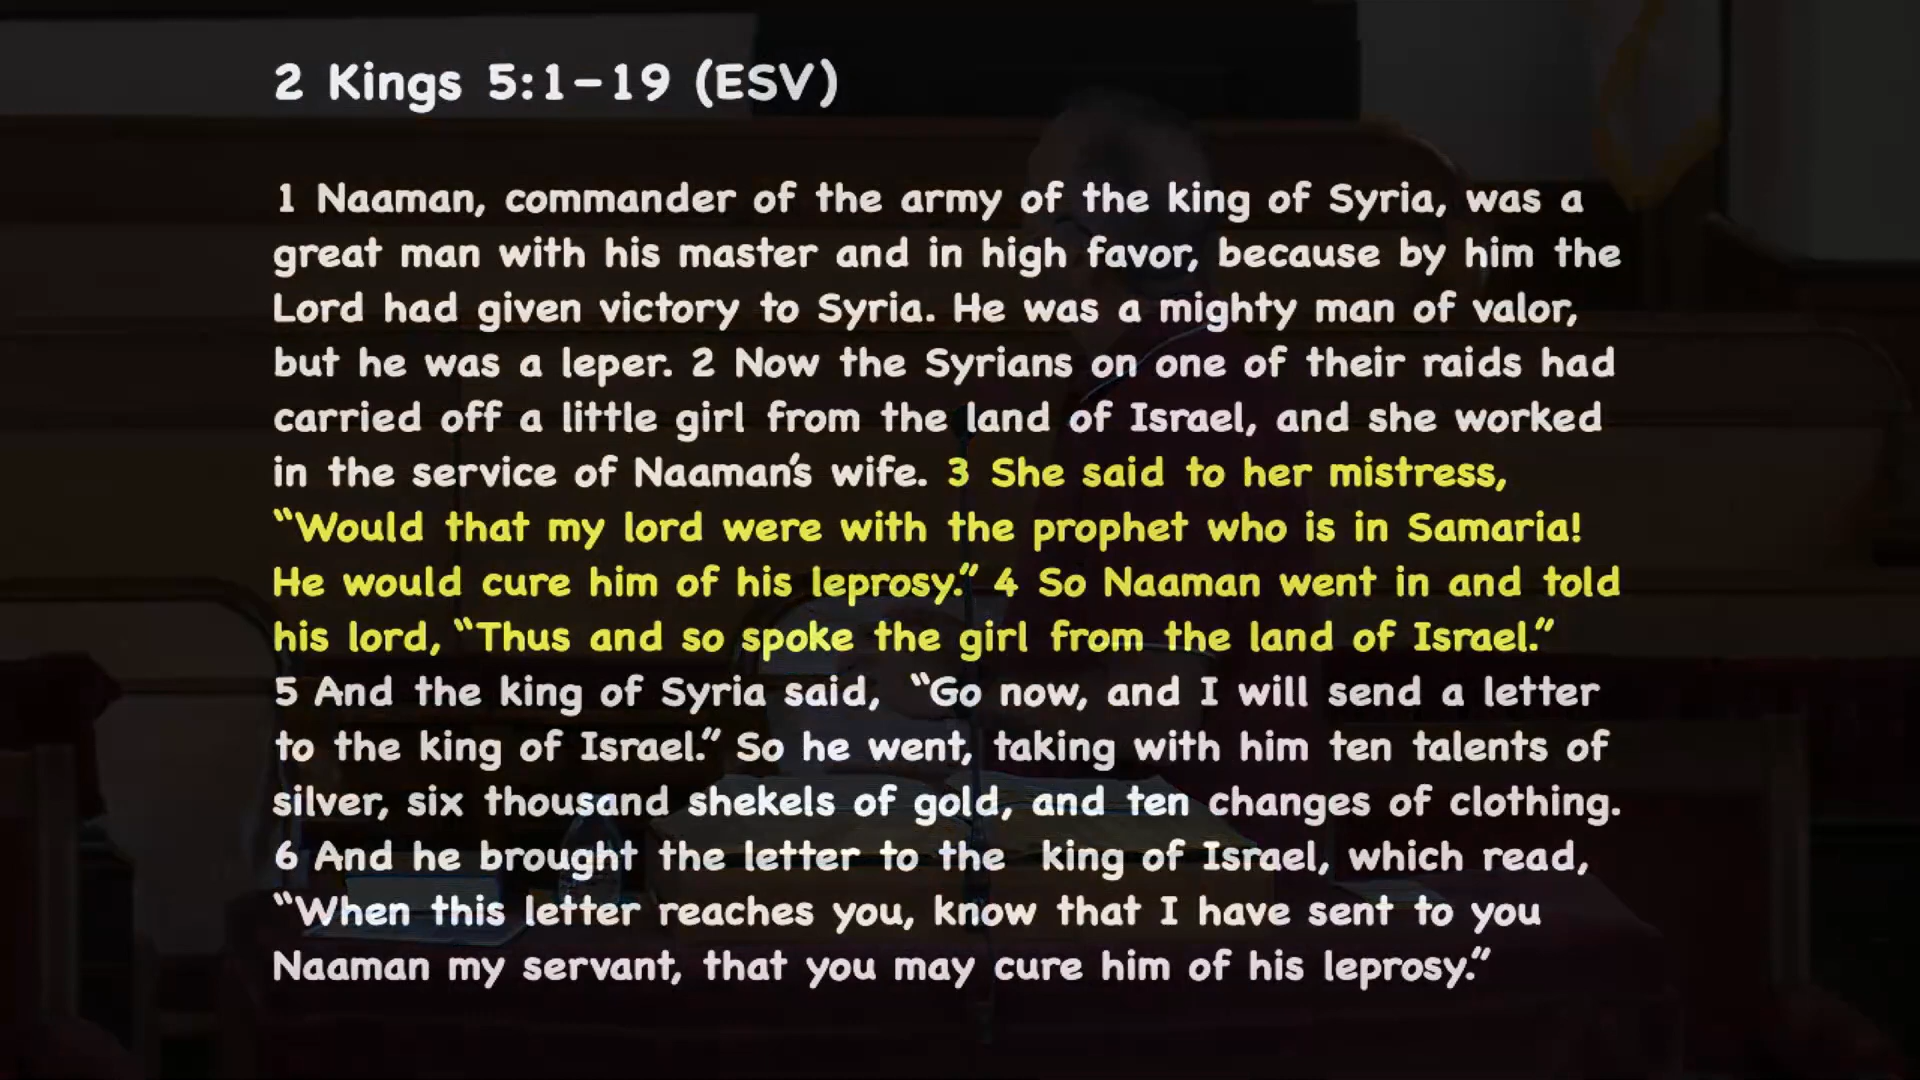 2 Kings 5:1-19 (ESV)
1 Naaman, commander of the army of the king of Syria, was a
great man with his master and in high favor, because by him the
Lord had given victory to Syria. He was a mighty man of valor,
but he was a leper. 2 Now the Syrians on one of their raids had
carried off a little girl from the land of Israel, and she worked
in the service of Naaman's wife. 3 She said to her mistress,
“Would that my lord were with the prophet who is in Samaria!
He would cure him of his leprosy.” 4 So Naaman went in and told
his lord, “Thus and so spoke the girl from the land of Israel.”
5 And the king of Syria said, “Go now, and I will send a letter
to the king of Israel.” So he went, taking with him ten talents of
silver, six thousand shekels of gold, and ten changes of clothing.
6 And he brought the letter to the king of Israel, which read,
“When this letter reaches you, know that I have sent to you
Naaman my servant, that you may cure him of his leprosy.”